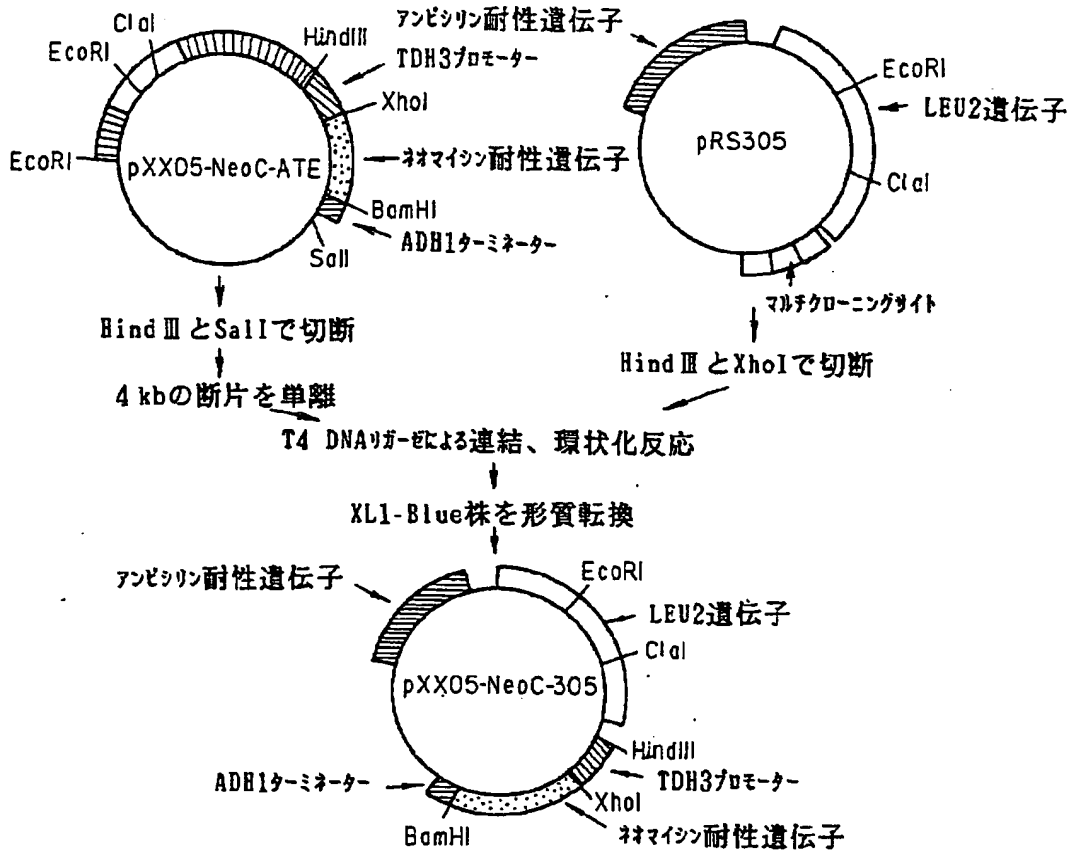 ClaI
EcoRI
HindIII
TDH3プロモーター
XhoI
EcoRI
pXX05-NeoC-ATE
ネオマイシン耐性遺伝子
BamHI
ADH1ターミネーター
SalI
アンピシリン耐性遺伝子
EcoRI
LEU2遺伝子
pRS305
ClaI
マルチクローニングサイト
HindⅢとSalIで切断
4 kbの断片を単離
HindⅢとXhoIで切断
T4 DNAリガーゼによる連結、環状化反応
XL1-Blue株を形質転換
アンピシリン耐性遺伝子
EcoRI
LEU2遺伝子
ClaI
pXX05-NeoC-305
HindIII
TDH3プロモーター
ADH1ターミネーター
XhoI
BamHI
ネオマイシン耐性遺伝子